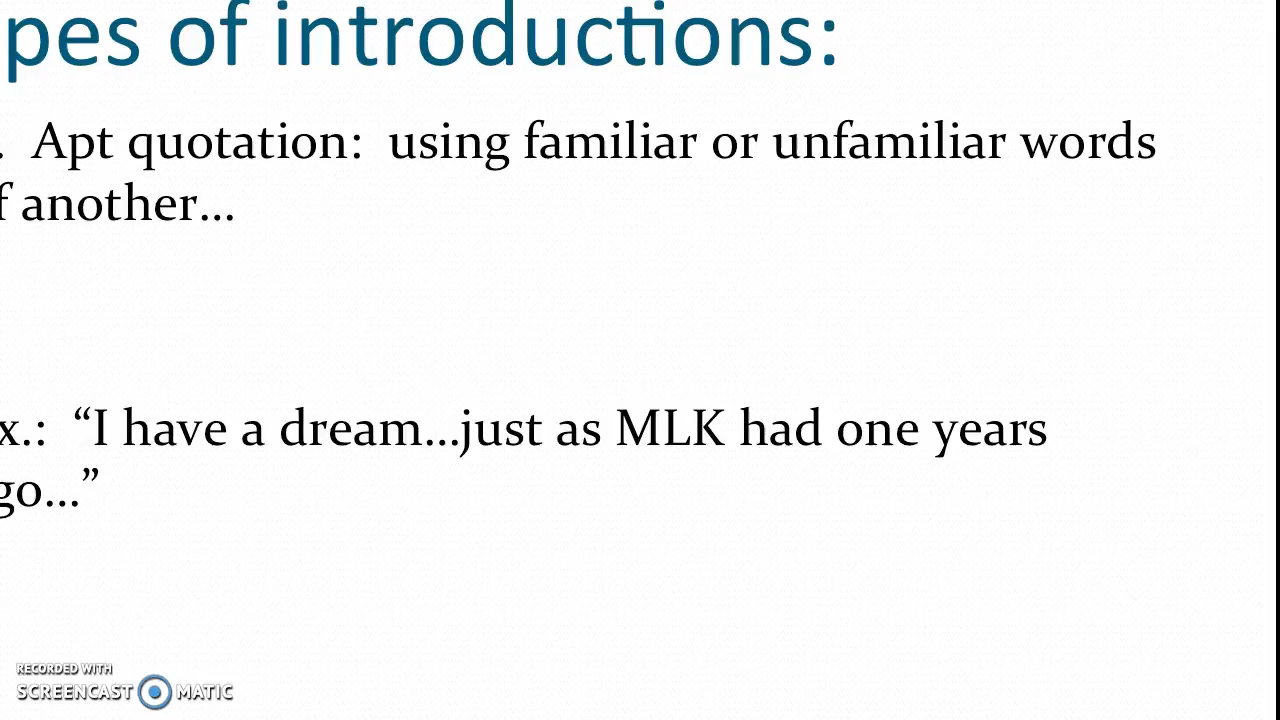 pes of introductions:
. Apt quotation: using familiar or unfamiliar words
f another...
x.: “I have a dream...just as MLK had one years
go...”
RECORDED WITH
SCREENCAST MATIC